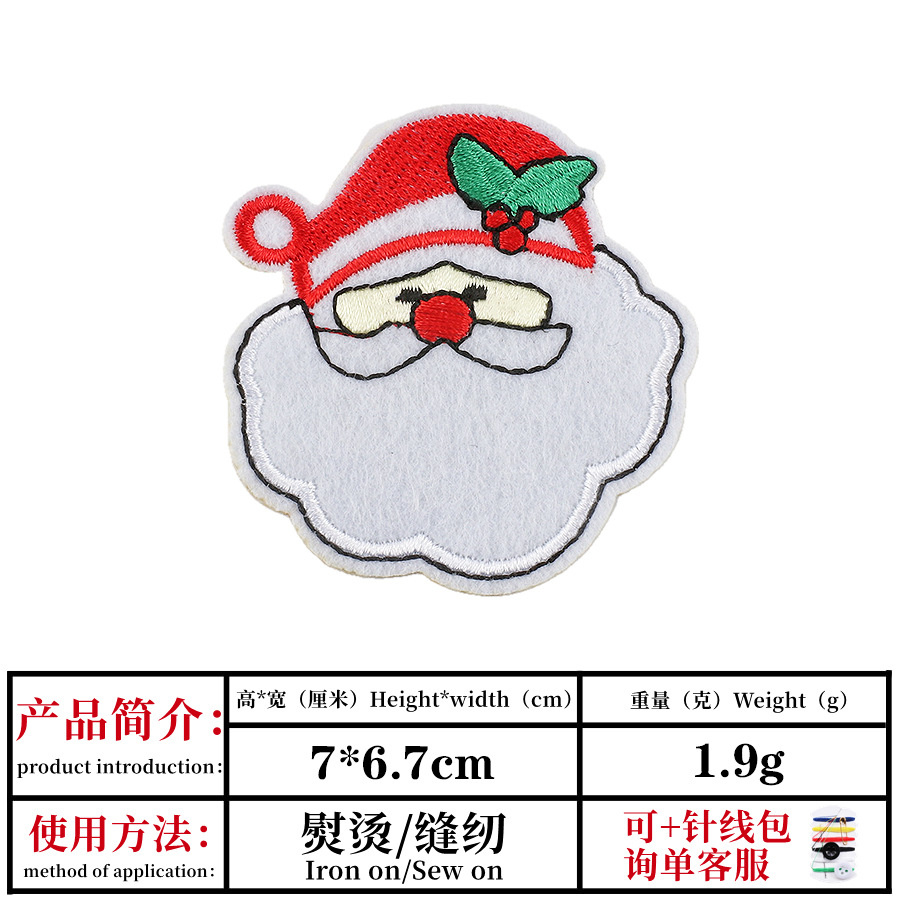 产品简介:
product introduction:
高*宽（厘米）Height*width（cm）
重量（克）Weight（g）
7*6.7cm
1.9g
使用方法:
method of application:
熨烫/缝纫
Iron on/Sew on
可+针线包
询单客服